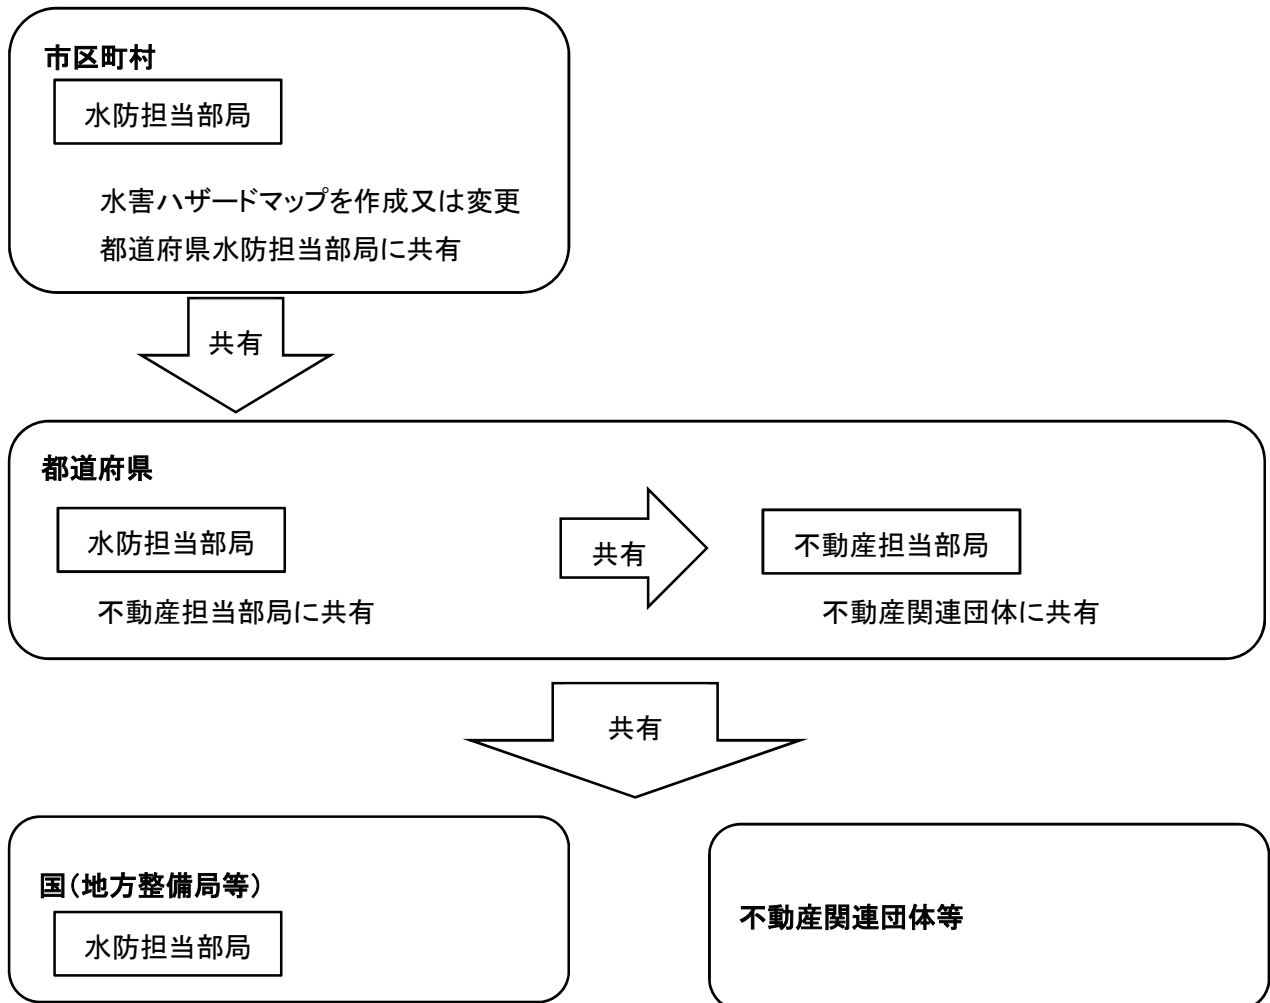 市区町村
水防担当部局
水害ハザードマップを作成又は変更
都道府県水防担当部局に共有
共有
都道府県
水防担当部局
不動産担当部局に共有
共有
不動産担当部局
不動産関連団体に共有
共有
国（地方整備局等）
水防担当部局
不動産関連団体等